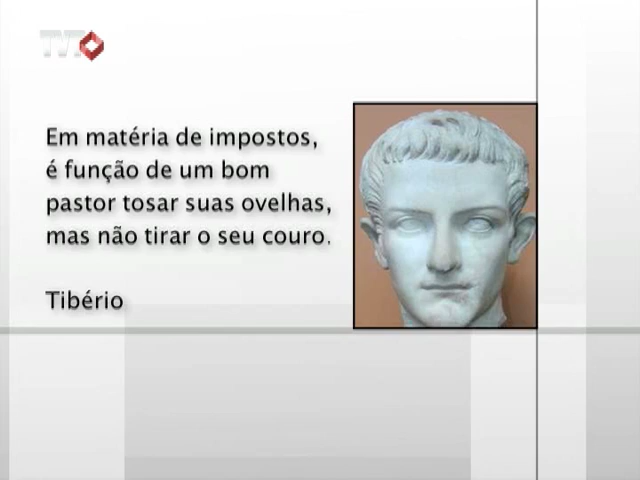 TVT
Em matéria de impostos,
é função de um bom
pastor tosar suas ovelhas,
mas não tirar o seu couro.
Tibério